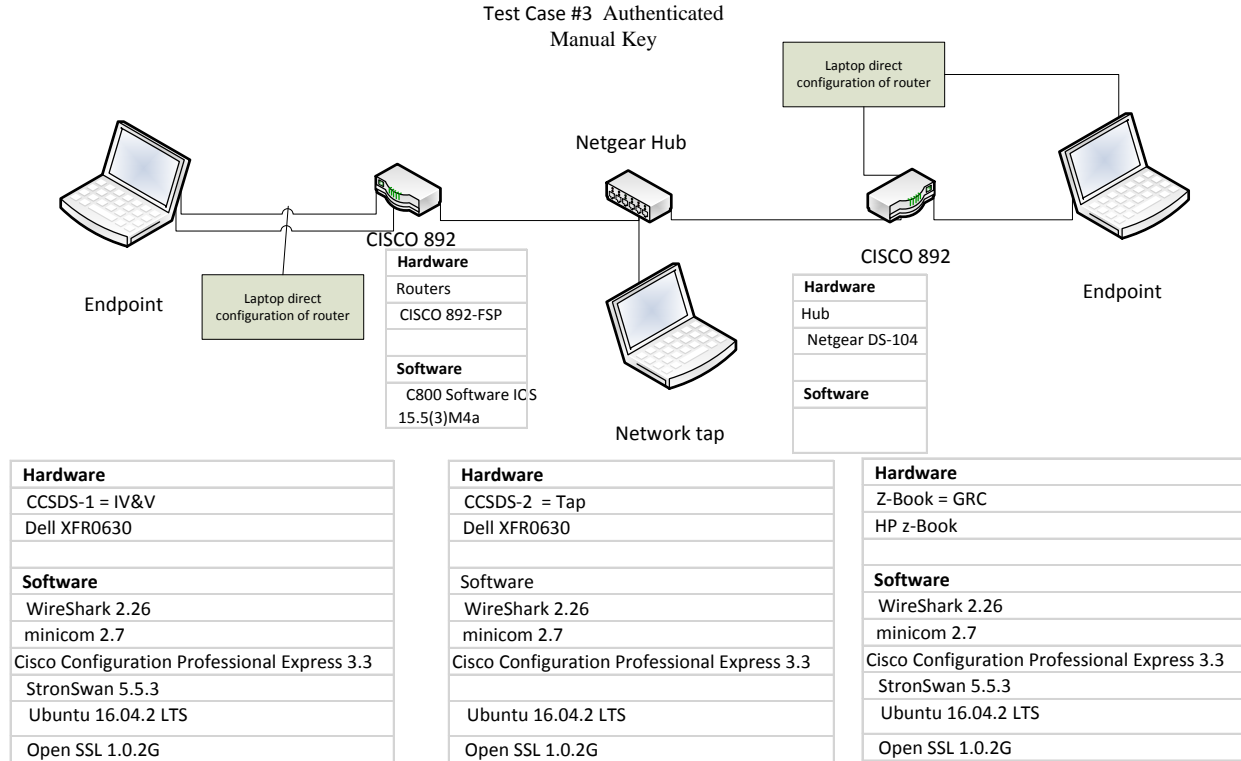 Test Case #3 Authenticated
Manual Key
Laptop direct
configuration of router
Netgear Hub
CISCO 892
CISCO 892
Endpoint
Laptop direct
configuration of router
Endpoint
Network tap
Hardware
Routers
CISCO 892-FSP
Software
C800 Software IOS
15.5(3)M4a
Hardware
Hub
Netgear DS-104
Software
Hardware
CCSDS-1 = IV&V
Dell XFR0630
Software
WireShark 2.26
minicom 2.7
Cisco Configuration Professional Express 3.3
StronSwan 5.5.3
Ubuntu 16.04.2 LTS
Open SSL 1.0.2G
Hardware
CCSDS-2 = Tap
Dell XFR0630
Software
WireShark 2.26
minicom 2.7
Cisco Configuration Professional Express 3.3
Ubuntu 16.04.2 LTS
Open SSL 1.0.2G
Hardware
Z-Book = GRC
HP z-Book
Software
WireShark 2.26
minicom 2.7
Cisco Configuration Professional Express 3.3
StronSwan 5.5.3
Ubuntu 16.04.2 LTS
Open SSL 1.0.2G